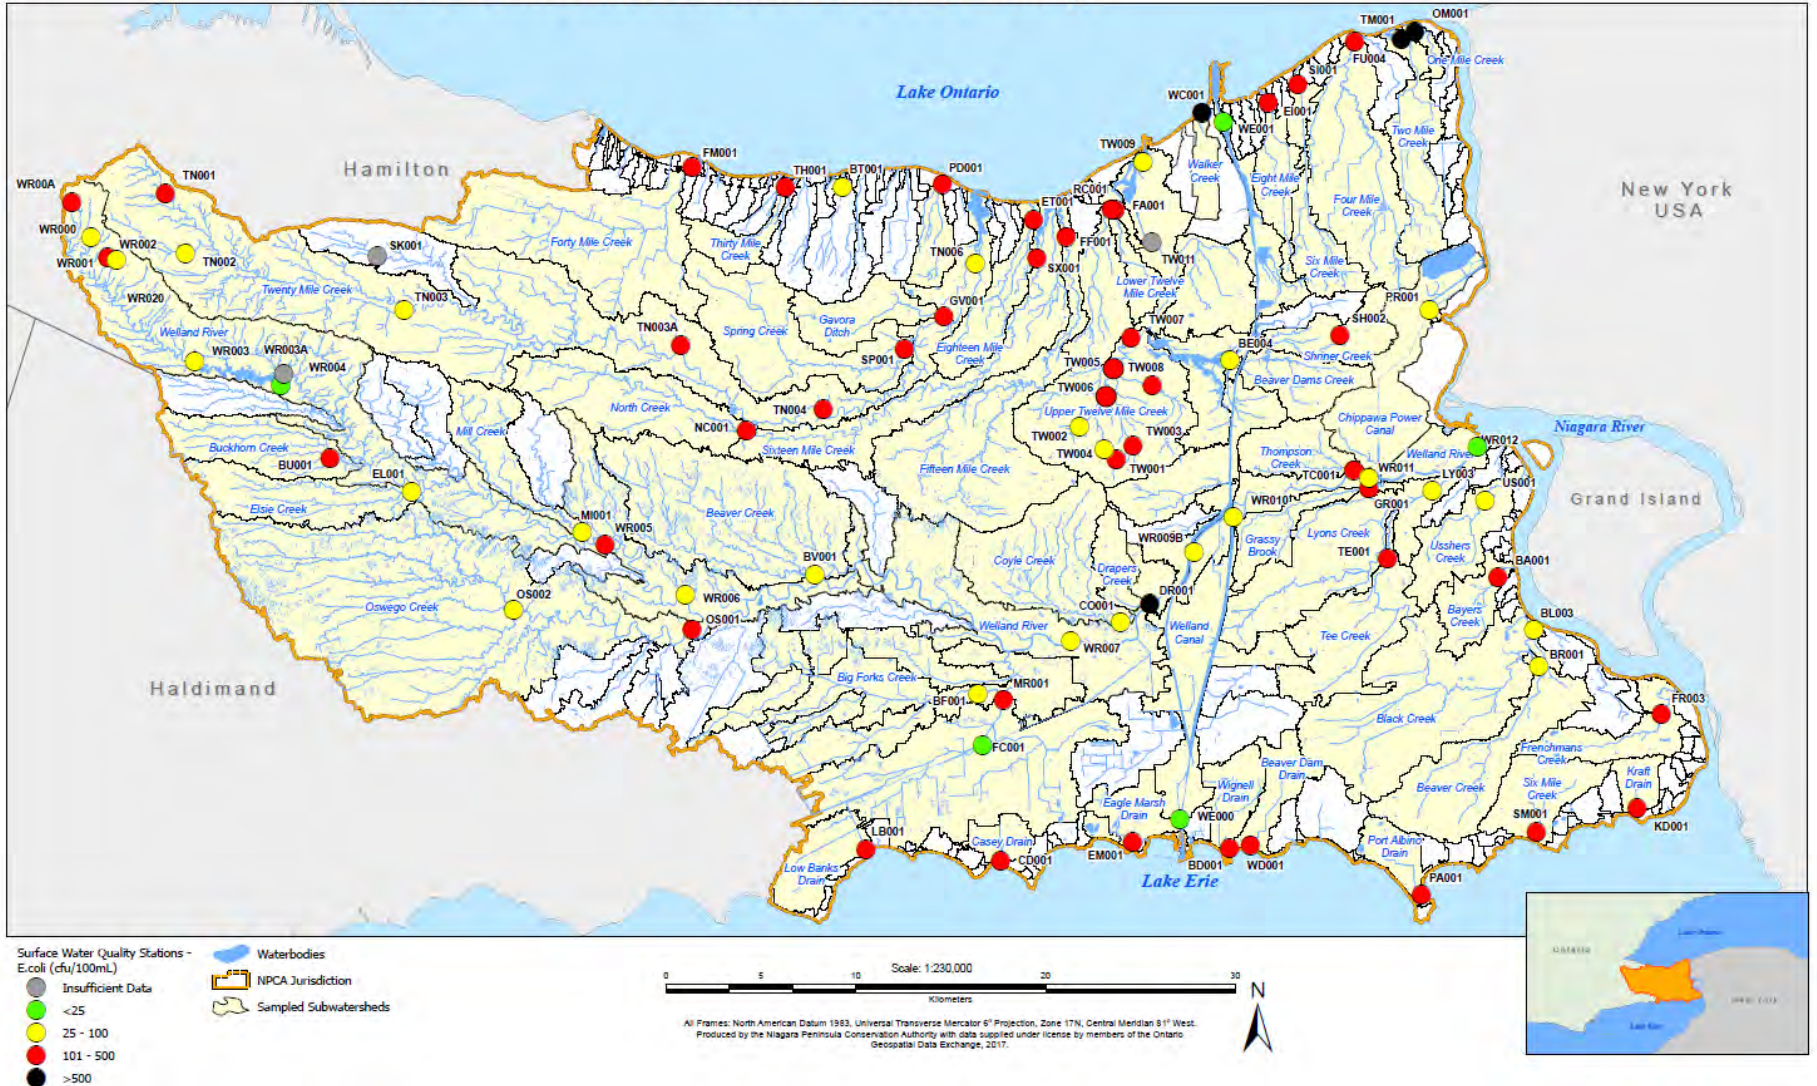 TM001
OM001
FU004
One Mile Creek
SI001
Lake Ontario
WC001
EI001
WE001
Two Mile
Creek
TW009
Walker
Creek
Hamilton
FM001
TH001
BT001
PD001
RC001
Eight Mile
Creek
New York
USA
WR00A
TN001
ET001
FA001
Four Mile
Creek
WR000
WR002
SK001
Forty Mile Creek
Thirty Mile
Creek
TN006
FF001
TW011
WR001
TN002
SX001
Six Mile
Creek
Twenty Mile Creek
Lower Twelve
Mile Creek
WR020
TN003
GV001
PR001
Welland River
TN003A
Spring Creek
Gavora
Ditch
TW007
SH002
WR003
WR003A
WR004
SP001
Eighteen Mile
Creek
BE004
Shriner Creek
TW005
TW008
Beaver Dams Creek
TW006
North Creek
TN004
Upper Twelve Mile Creek
Chippawa Power
Canal
Mill Creek
NC001
TW002
TW003
Niagara River
Buckhorn Creek
Sixteen Mile Creek
TW004
TW001
Thompson
Creek
Welland River
WR012
BU001
EL001
Fifteen Mile Creek
TC001
WR011
LY003
US001
Grand Island
Elsie Creek
MI001
WR005
Beaver Creek
WR010
GR001
WR009B
Grassy
Brook
Lyons Creek
Usshers
Creek
BV001
Coyle Creek
Drapers
Creek
TE001
BA001
OS002
Oswego Creek
WR006
DR001
CO001
Bayers
Creek
BL003
OS001
Welland River
Welland
Canal
Tee Creek
WR007
BR001
Haldimand
Big Forks Creek
MR001
BF001
FR003
Black Creek
FC001
Frenchmans
Creek
Beaver Dam
Drain
Wignell
Drain
Beaver Creek
Six Mile
Creek
Kraft
Drain
Eagle Marsh
Drain
WE000
SM001
KD001
LB001
Casey Drain
CD001
EM001
BD001
WD001
Port Albino
Drain
Low Banks
Drain
Lake Erie
PA001
Surface Water Quality Stations -
E.coli (cfu/100mL)
Insufficient Data
<25
25 - 100
101 - 500
>500
Waterbodies
NPCA Jurisdiction
Sampled Subwatersheds
Scale: 1:230,000
0 5 10 20 30
Kilometers
N
All Frames: North American Datum 1983, Universal Transverse Mercator 6° Projection, Zone 17N, Central Meridian 81° West.
Produced by the Niagara Peninsula Conservation Authority with data supplied under license by members of the Ontario
Geospatial Data Exchange, 2017.
Ontario
Lake Erie